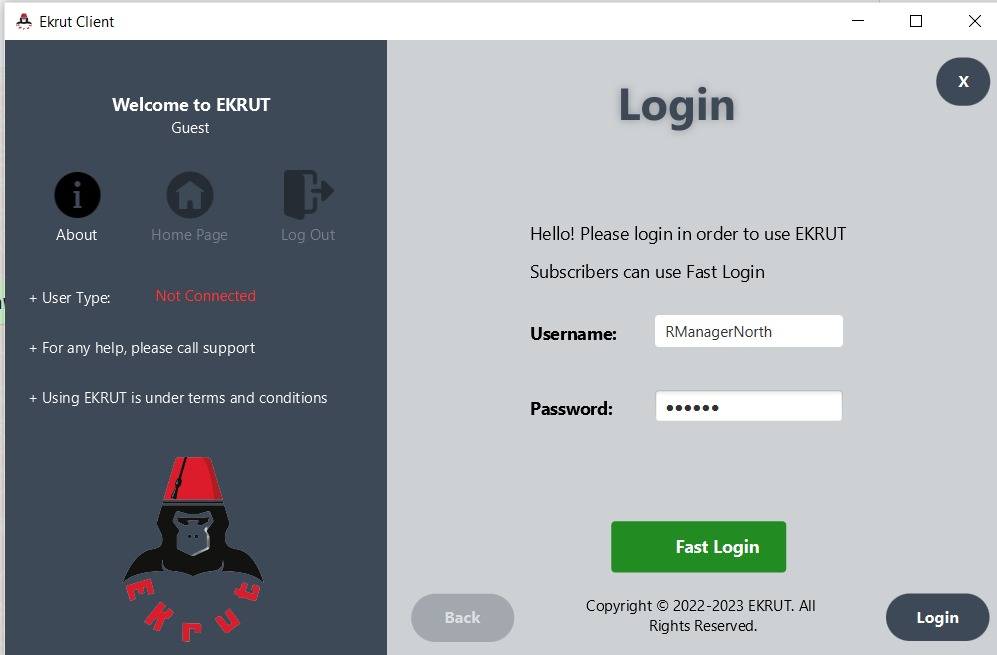 Ekrut Client
Welcome to EKRUT
Guest
About
Home Page
Log Out
+ User Type:
Not Connected
+ For any help, please call support
+ Using EKRUT is under terms and conditions
EKruf
X
Login
Hello! Please login in order to use EKRUT
Subscribers can use Fast Login
Username:
RManagerNorth
Password:
••••••
Fast Login
Back
Copyright © 2022-2023 EKRUT. All
Rights Reserved.
Login